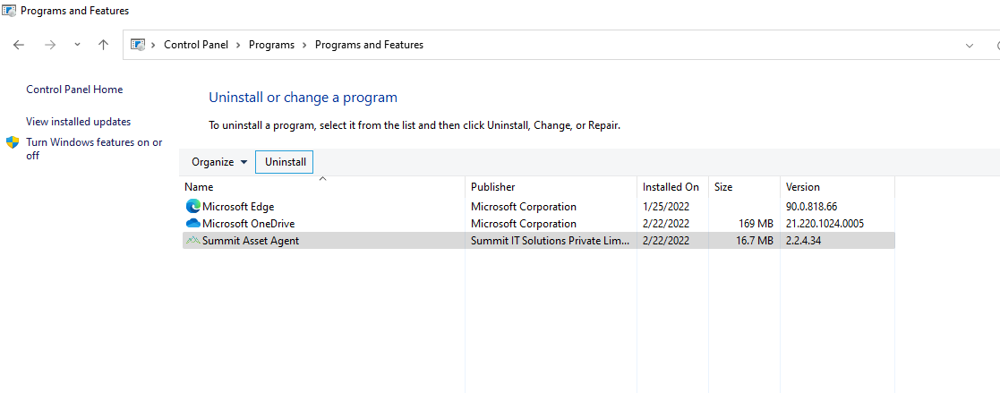 Programs and Features
Control Panel > Programs > Programs and Features
Control Panel Home
View installed updates
Turn Windows features on or
off
Uninstall or change a program
To uninstall a program, select it from the list and then click Uninstall, Change, or Repair.
Organize Uninstall
Name Publisher Installed On Size Version
Microsoft Edge Microsoft Corporation 1/25/2022 90.0.818.66
Microsoft OneDrive Microsoft Corporation 2/22/2022 169 MB 21.220.1024.0005
Summit Asset Agent Summit IT Solutions Private Lim... 2/22/2022 16.7 MB 2.2.4.34